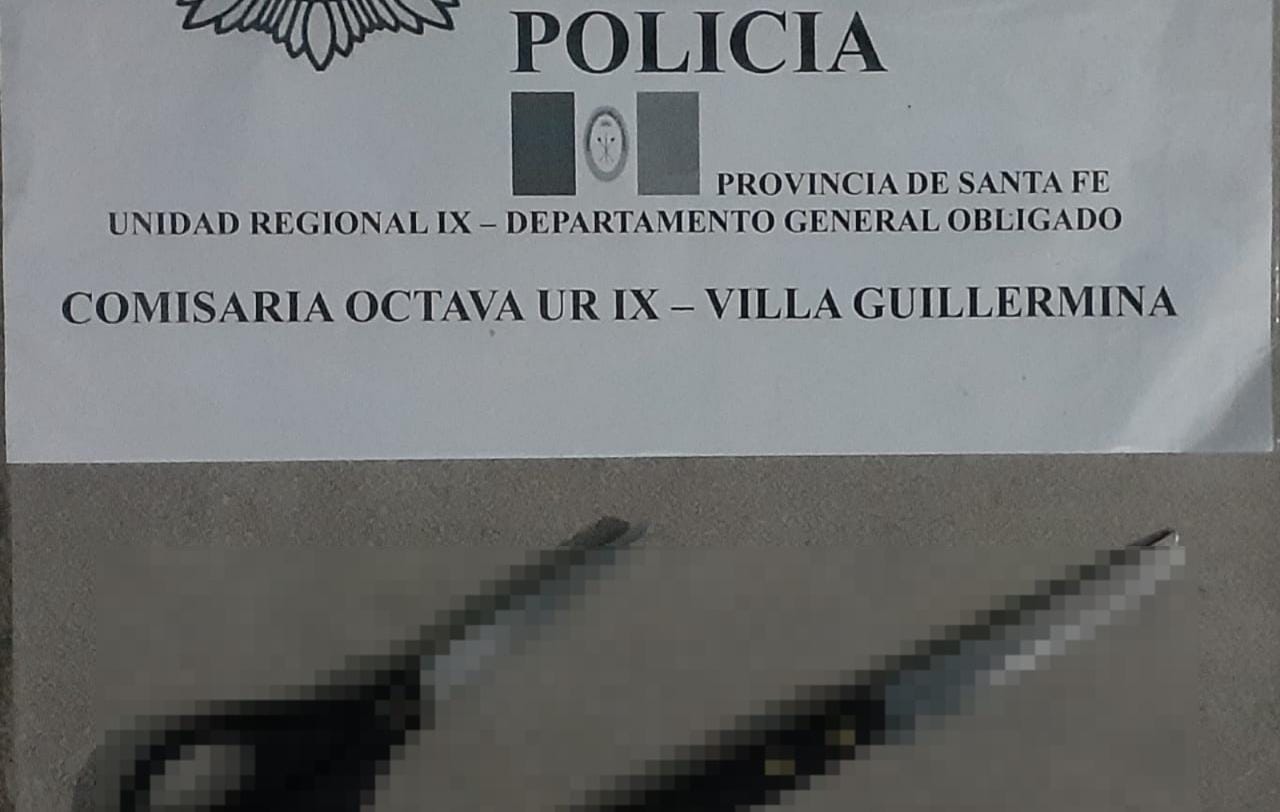 POLICIA
PROVINCIA DE SANTA FE
UNIDAD REGIONAL IX – DEPARTAMENTO GENERAL OBLIGADO
COMISARIA OCTAVA UR IX – VILLA GUILLERMINA